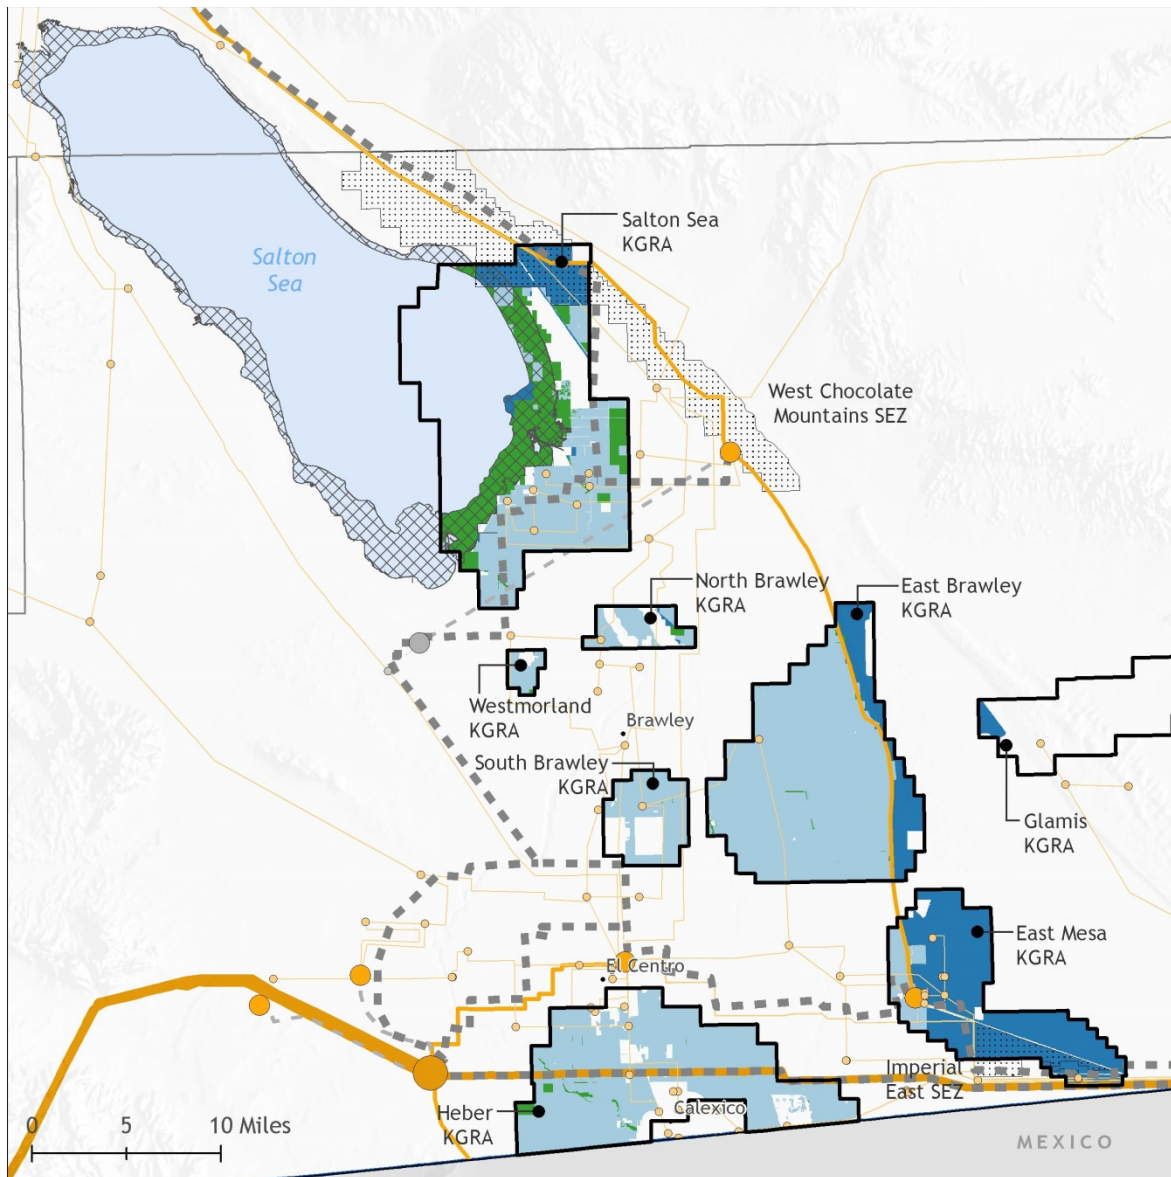 Salton Sea
KGRA
Salton
Sea
West Chocolate
Mountains SEZ
North Brawley
KGRA
East Brawley
KGRA
Westmorland
KGRA
Brawley
South Brawley
KGRA
Glamis
KGRA
East Mesa
KGRA
El Centro
Imperial
East SEZ
Heber
KGRA
Calexico
0 5 10 Miles
MEXICO